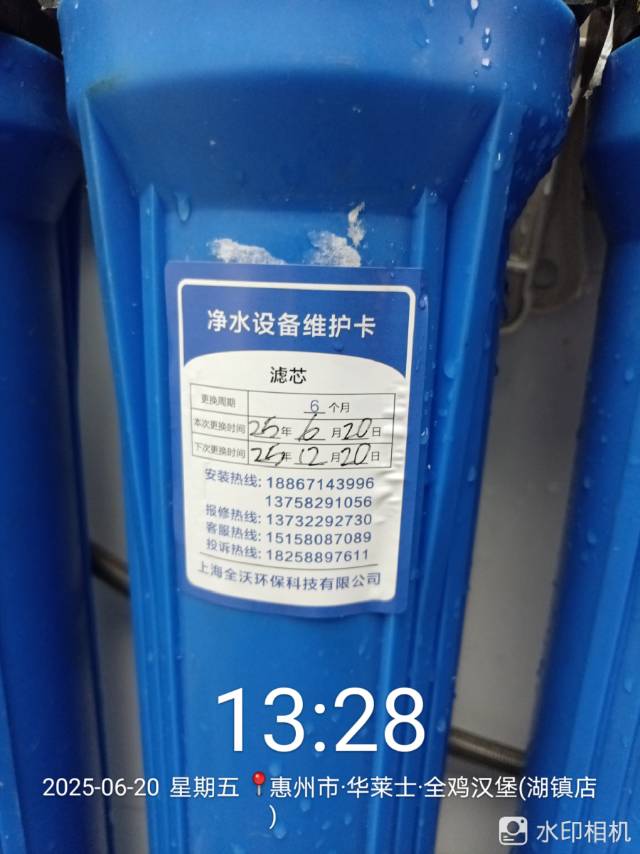 净水设备维护卡
滤芯
更换周期 6 个月
本次更换时间 25年 6 月 20日
下次更换时间 25年 12 月 20日
安装热线: 18867143996
13758291056
报修热线: 13732292730
客服热线: 15158087089
投诉热线: 18258897611
上海全沃环保科技有限公司
13:28
2025-06-20 星期五 📍惠州市·华莱士·全鸡汉堡(湖镇店
)
水印相机